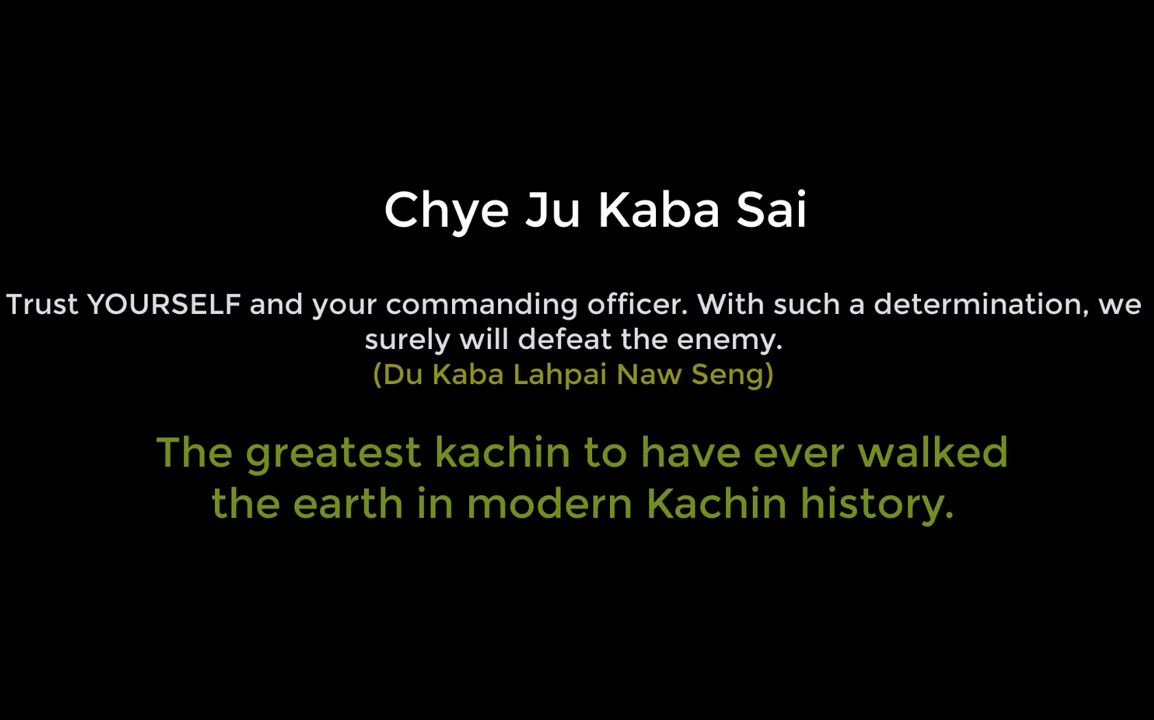 Chye Ju Kaba Sai
Trust YOURSELF and your commanding officer. With such a determination, we
surely will defeat the enemy.
(Du Kaba Lahpai Naw Seng)
The greatest kachin to have ever walked
the earth in modern Kachin history.